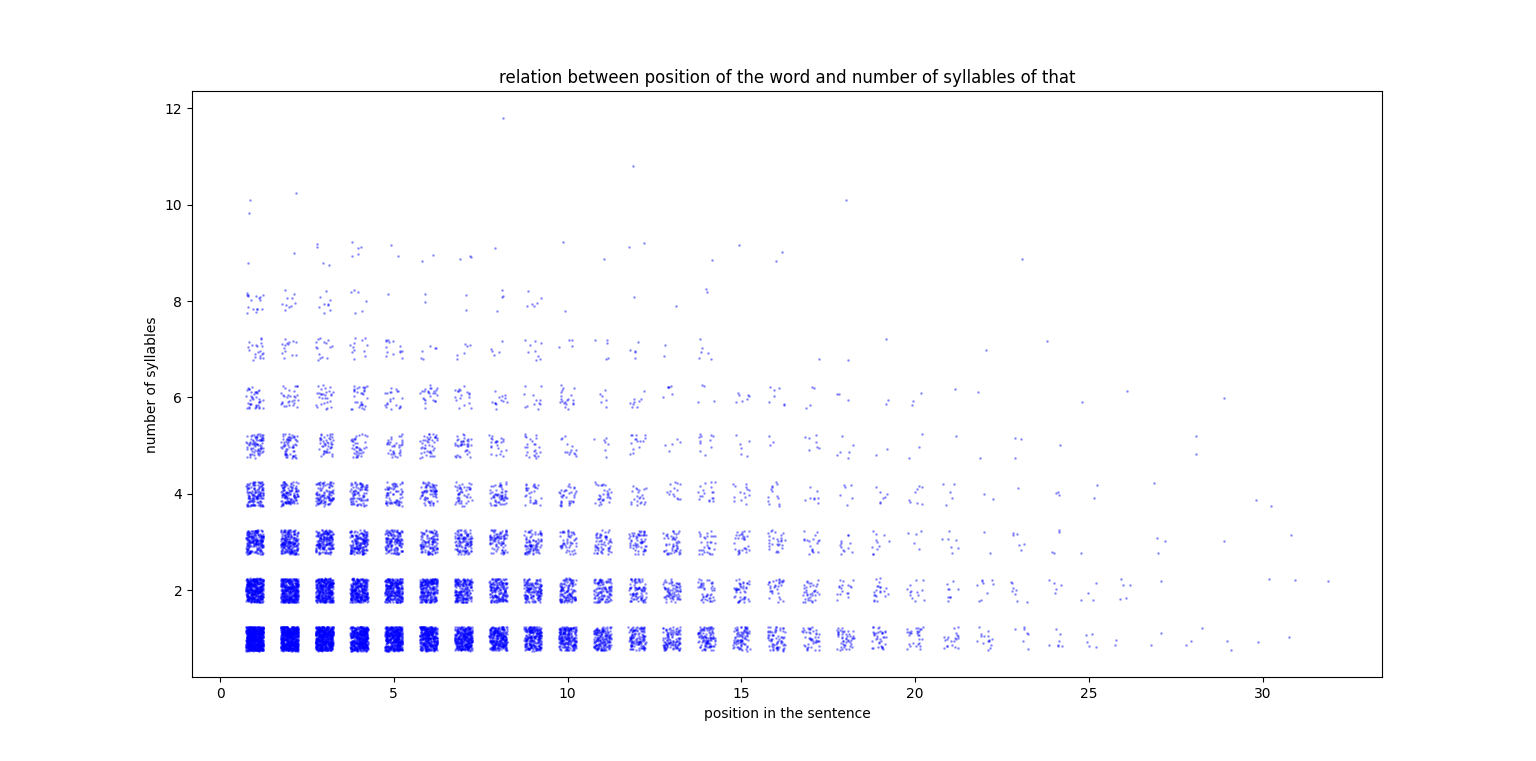 relation between position of the word and number of syllables of that
12
10
8
6
4
2
number of syllables
0 5 10 15 20 25 30
position in the sentence